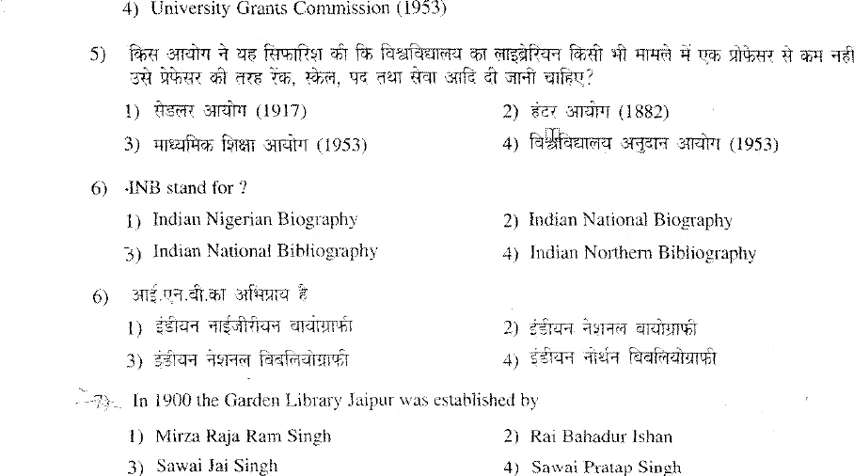 4) University Grants Commission (1953)
5) किस आयोग ने यह सिफारिश की कि विश्वविद्यालय का लाइब्रेरियन किसी भी मामले में एक प्रोफेसर से कम नही
उसे प्रेफेसर की तरह रेंक, स्केल, पद तथा सेवा आदि दी जानी चाहिए?
1) सेडलर आयोग (1917) 2) हंटर आयोग (1882)
3) माध्यमिक शिक्षा आयोग (1953) 4) विश्वविद्यालय अनुदान आयोग (1953)
6) INB stand for ?
1) Indian Nigerian Biography 2) Indian National Biography
3) Indian National Bibliography 4) Indian Northern Bibliography
6) आई.एन.बी.का अभिप्राय है
1) इंडीयन नाईजीरीयन बायोग्राफी 2) इंडीयन नेशनल बायोग्राफी
3) इंडीयन नेशनल विबलियोग्राफी 4) इंडीयन नोर्थन विबलियोग्राफी
7) In 1900 the Garden Library Jaipur was established by
1) Mirza Raja Ram Singh 2) Rai Bahadur Ishan
3) Sawai Jai Singh 4) Sawai Pratap Singh